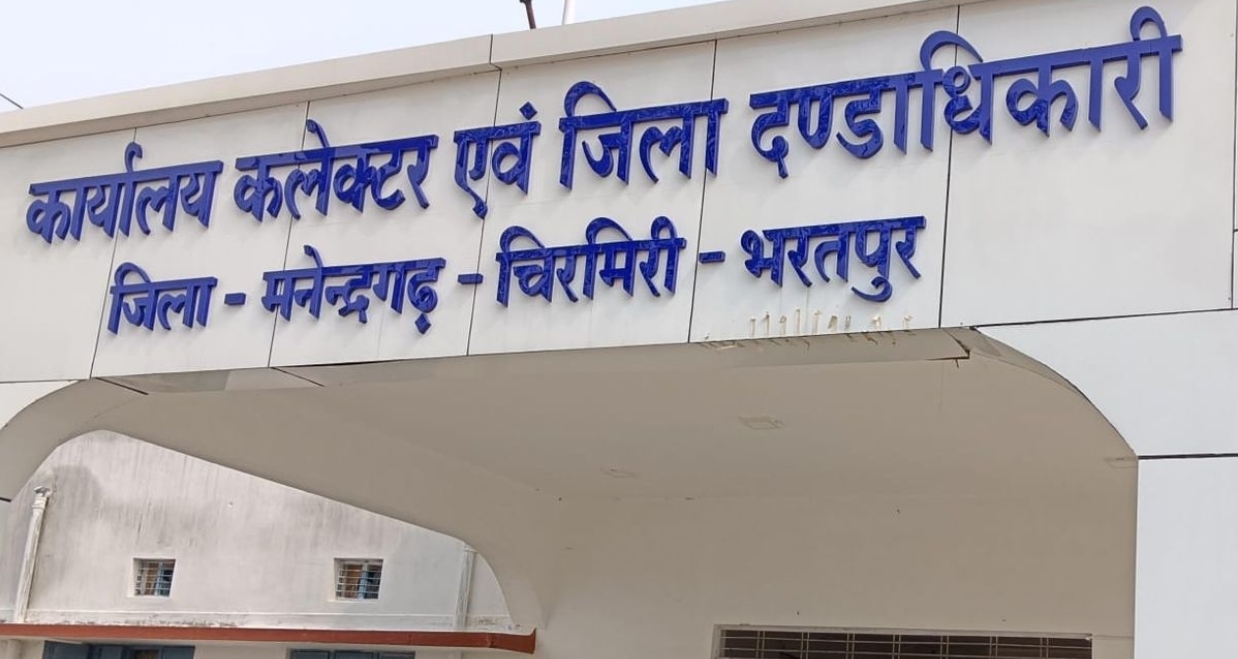 कार्यालय कलेक्टर एवं जिला दण्डाधिकारी
जिला - मनेन्द्रगढ़ - चिरमिरी - भरतपुर